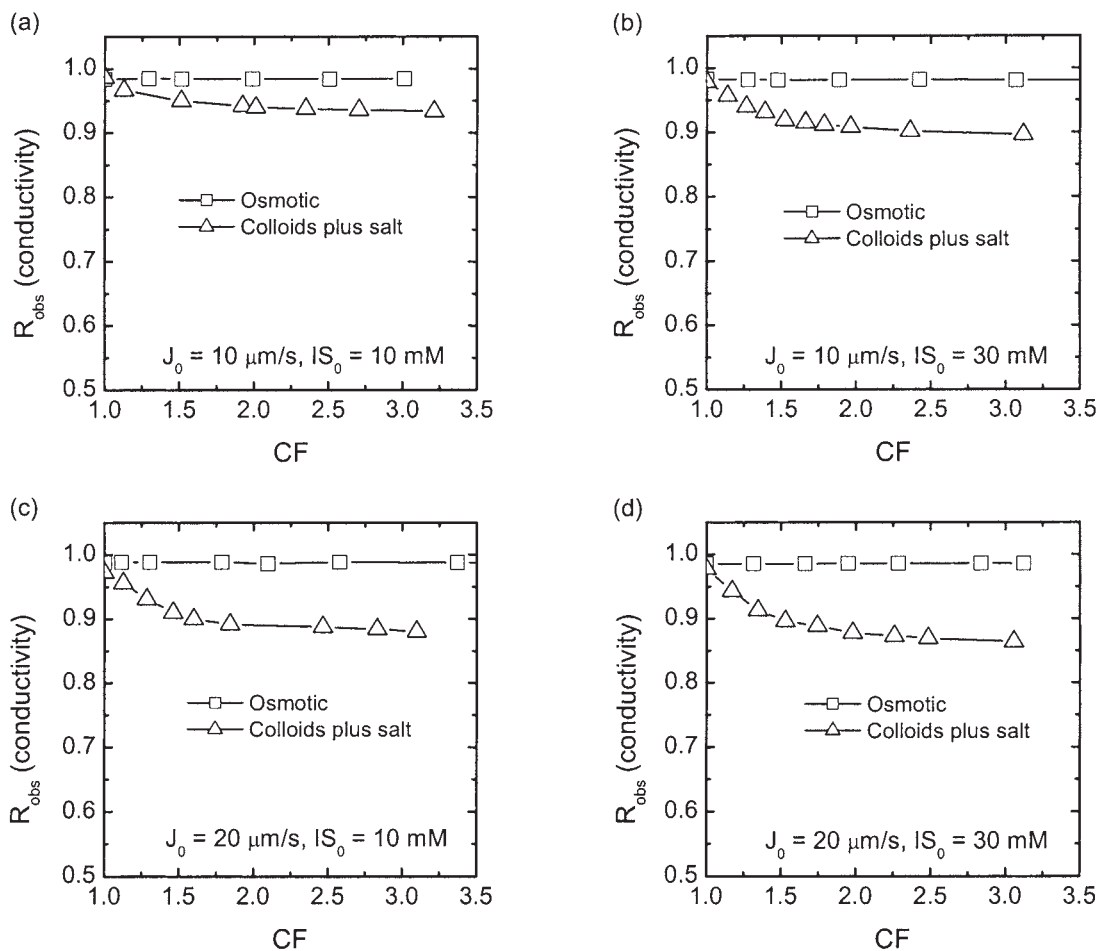 (a)
1.0
0.9
0.8
0.7
0.6
0.5
R_obs (conductivity)
Osmotic
Colloids plus salt
J_0 = 10 μm/s, IS_0 = 10 mM
1.0 1.5 2.0 2.5 3.0 3.5
CF
(b)
1.0
0.9
0.8
0.7
0.6
0.5
R_obs (conductivity)
Osmotic
Colloids plus salt
J_0 = 10 μm/s, IS_0 = 30 mM
1.0 1.5 2.0 2.5 3.0 3.5
CF
(c)
1.0
0.9
0.8
0.7
0.6
0.5
R_obs (conductivity)
Osmotic
Colloids plus salt
J_0 = 20 μm/s, IS_0 = 10 mM
1.0 1.5 2.0 2.5 3.0 3.5
CF
(d)
1.0
0.9
0.8
0.7
0.6
0.5
R_obs (conductivity)
Osmotic
Colloids plus salt
J_0 = 20 μm/s, IS_0 = 30 mM
1.0 1.5 2.0 2.5 3.0 3.5
CF